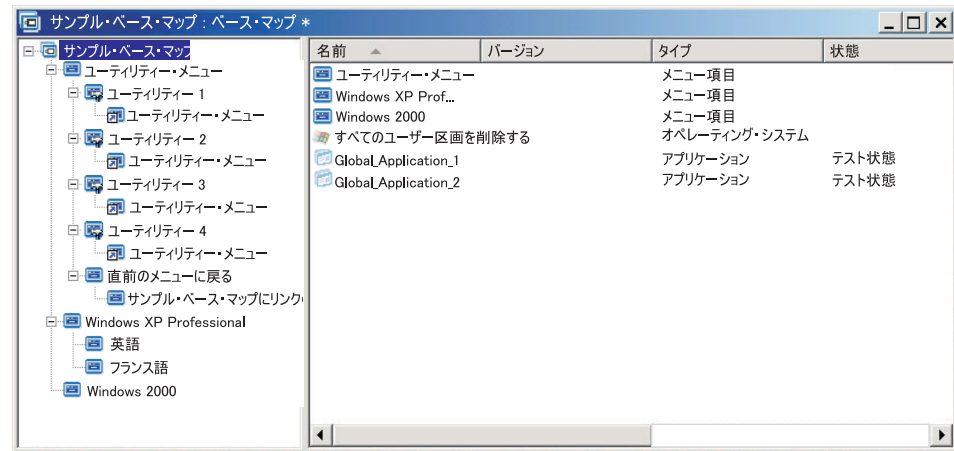 サンプル・ベース・マップ : ベース・マップ *
サンプル・ベース・マップ
ユーティリティー・メニュー
ユーティリティー 1
ユーティリティー・メニュー
ユーティリティー 2
ユーティリティー・メニュー
ユーティリティー 3
ユーティリティー・メニュー
ユーティリティー 4
ユーティリティー・メニュー
直前のメニューに戻る
サンプル・ベース・マップにリンク
Windows XP Professional
英語
フランス語
Windows 2000
名前 バージョン タイプ 状態
ユーティリティー・メニュー メニュー項目
Windows XP Prof... メニュー項目
Windows 2000 メニュー項目
すべてのユーザー区画を削除する オペレーティング・システム
Global_Application_1 アプリケーション テスト状態
Global_Application_2 アプリケーション テスト状態